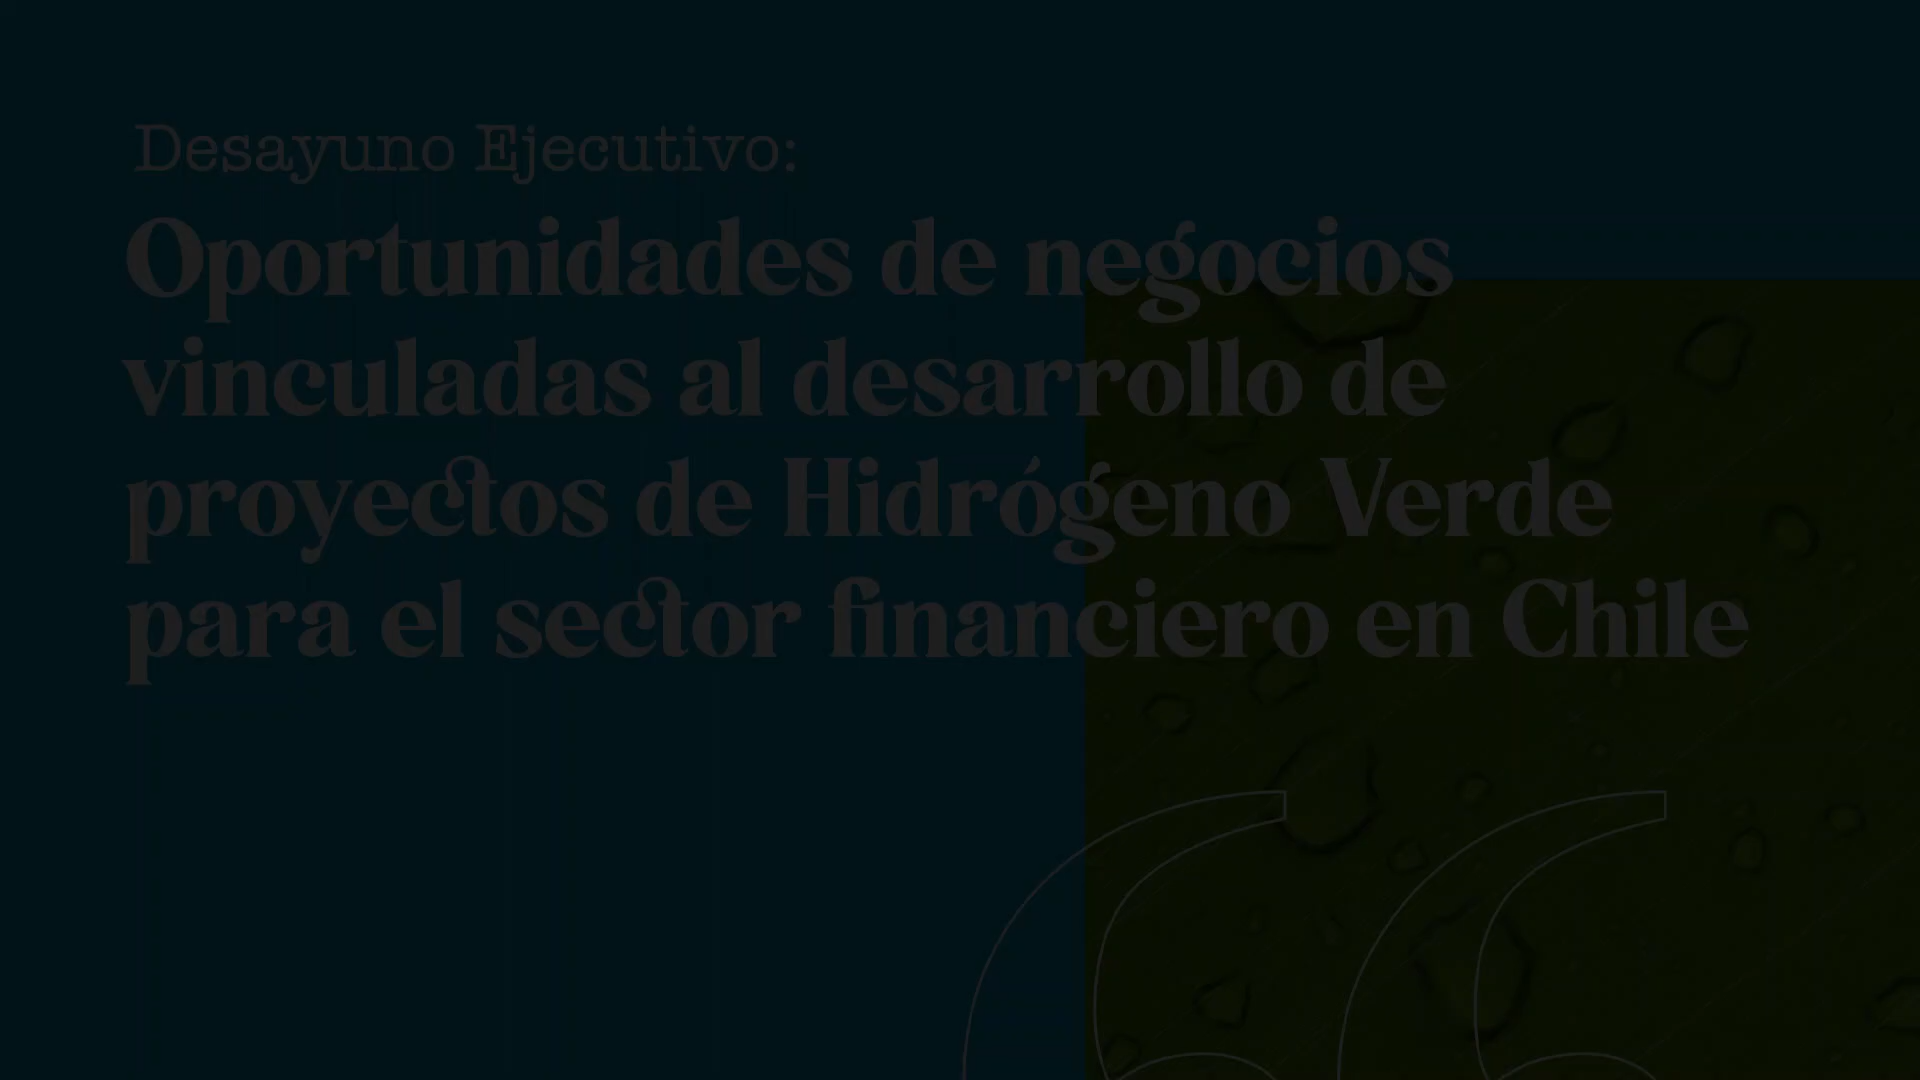 Desayuno Ejecutivo:
Oportunidades de negocios
vinculadas al desarrollo de
proyectos de Hidrógeno Verde
para el sector financiero en Chile